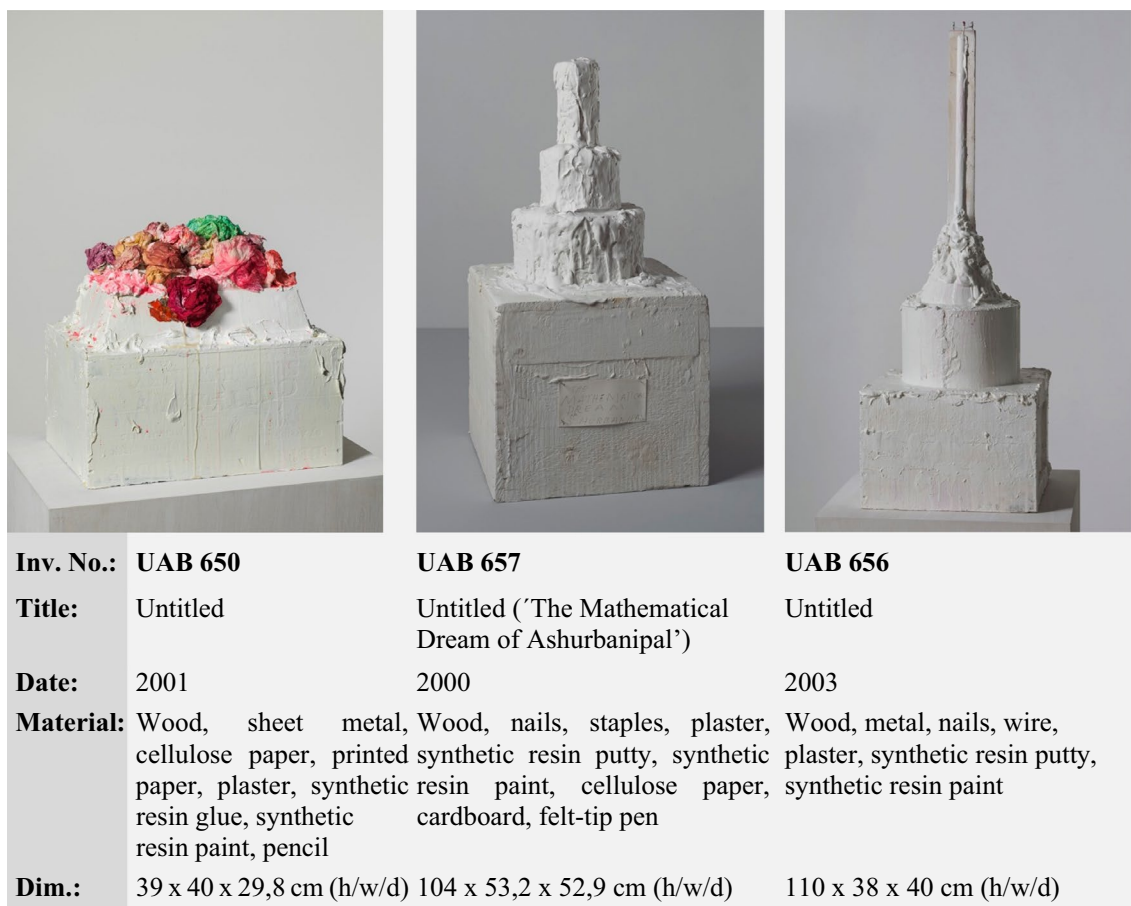 Inv. No.: UAB 650 UAB 657 UAB 656
Title: Untitled Untitled (´The Mathematical Dream of Ashurbanipal’) Untitled
Date: 2001 2000 2003
Material: Wood, sheet metal, cellulose paper, printed paper, plaster, synthetic resin glue, synthetic resin paint, pencil Wood, nails, staples, plaster, synthetic resin putty, synthetic resin paint, cellulose paper, cardboard, felt-tip pen Wood, metal, nails, wire, plaster, synthetic resin putty, synthetic resin paint
Dim.: 39 x 40 x 29,8 cm (h/w/d) 104 x 53,2 x 52,9 cm (h/w/d) 110 x 38 x 40 cm (h/w/d)